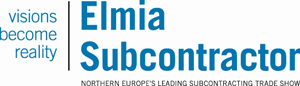 visions
become
reality
Elmia
Subcontractor
NORTHERN EUROPE'S LEADING SUBCONTRACTING TRADE SHOW